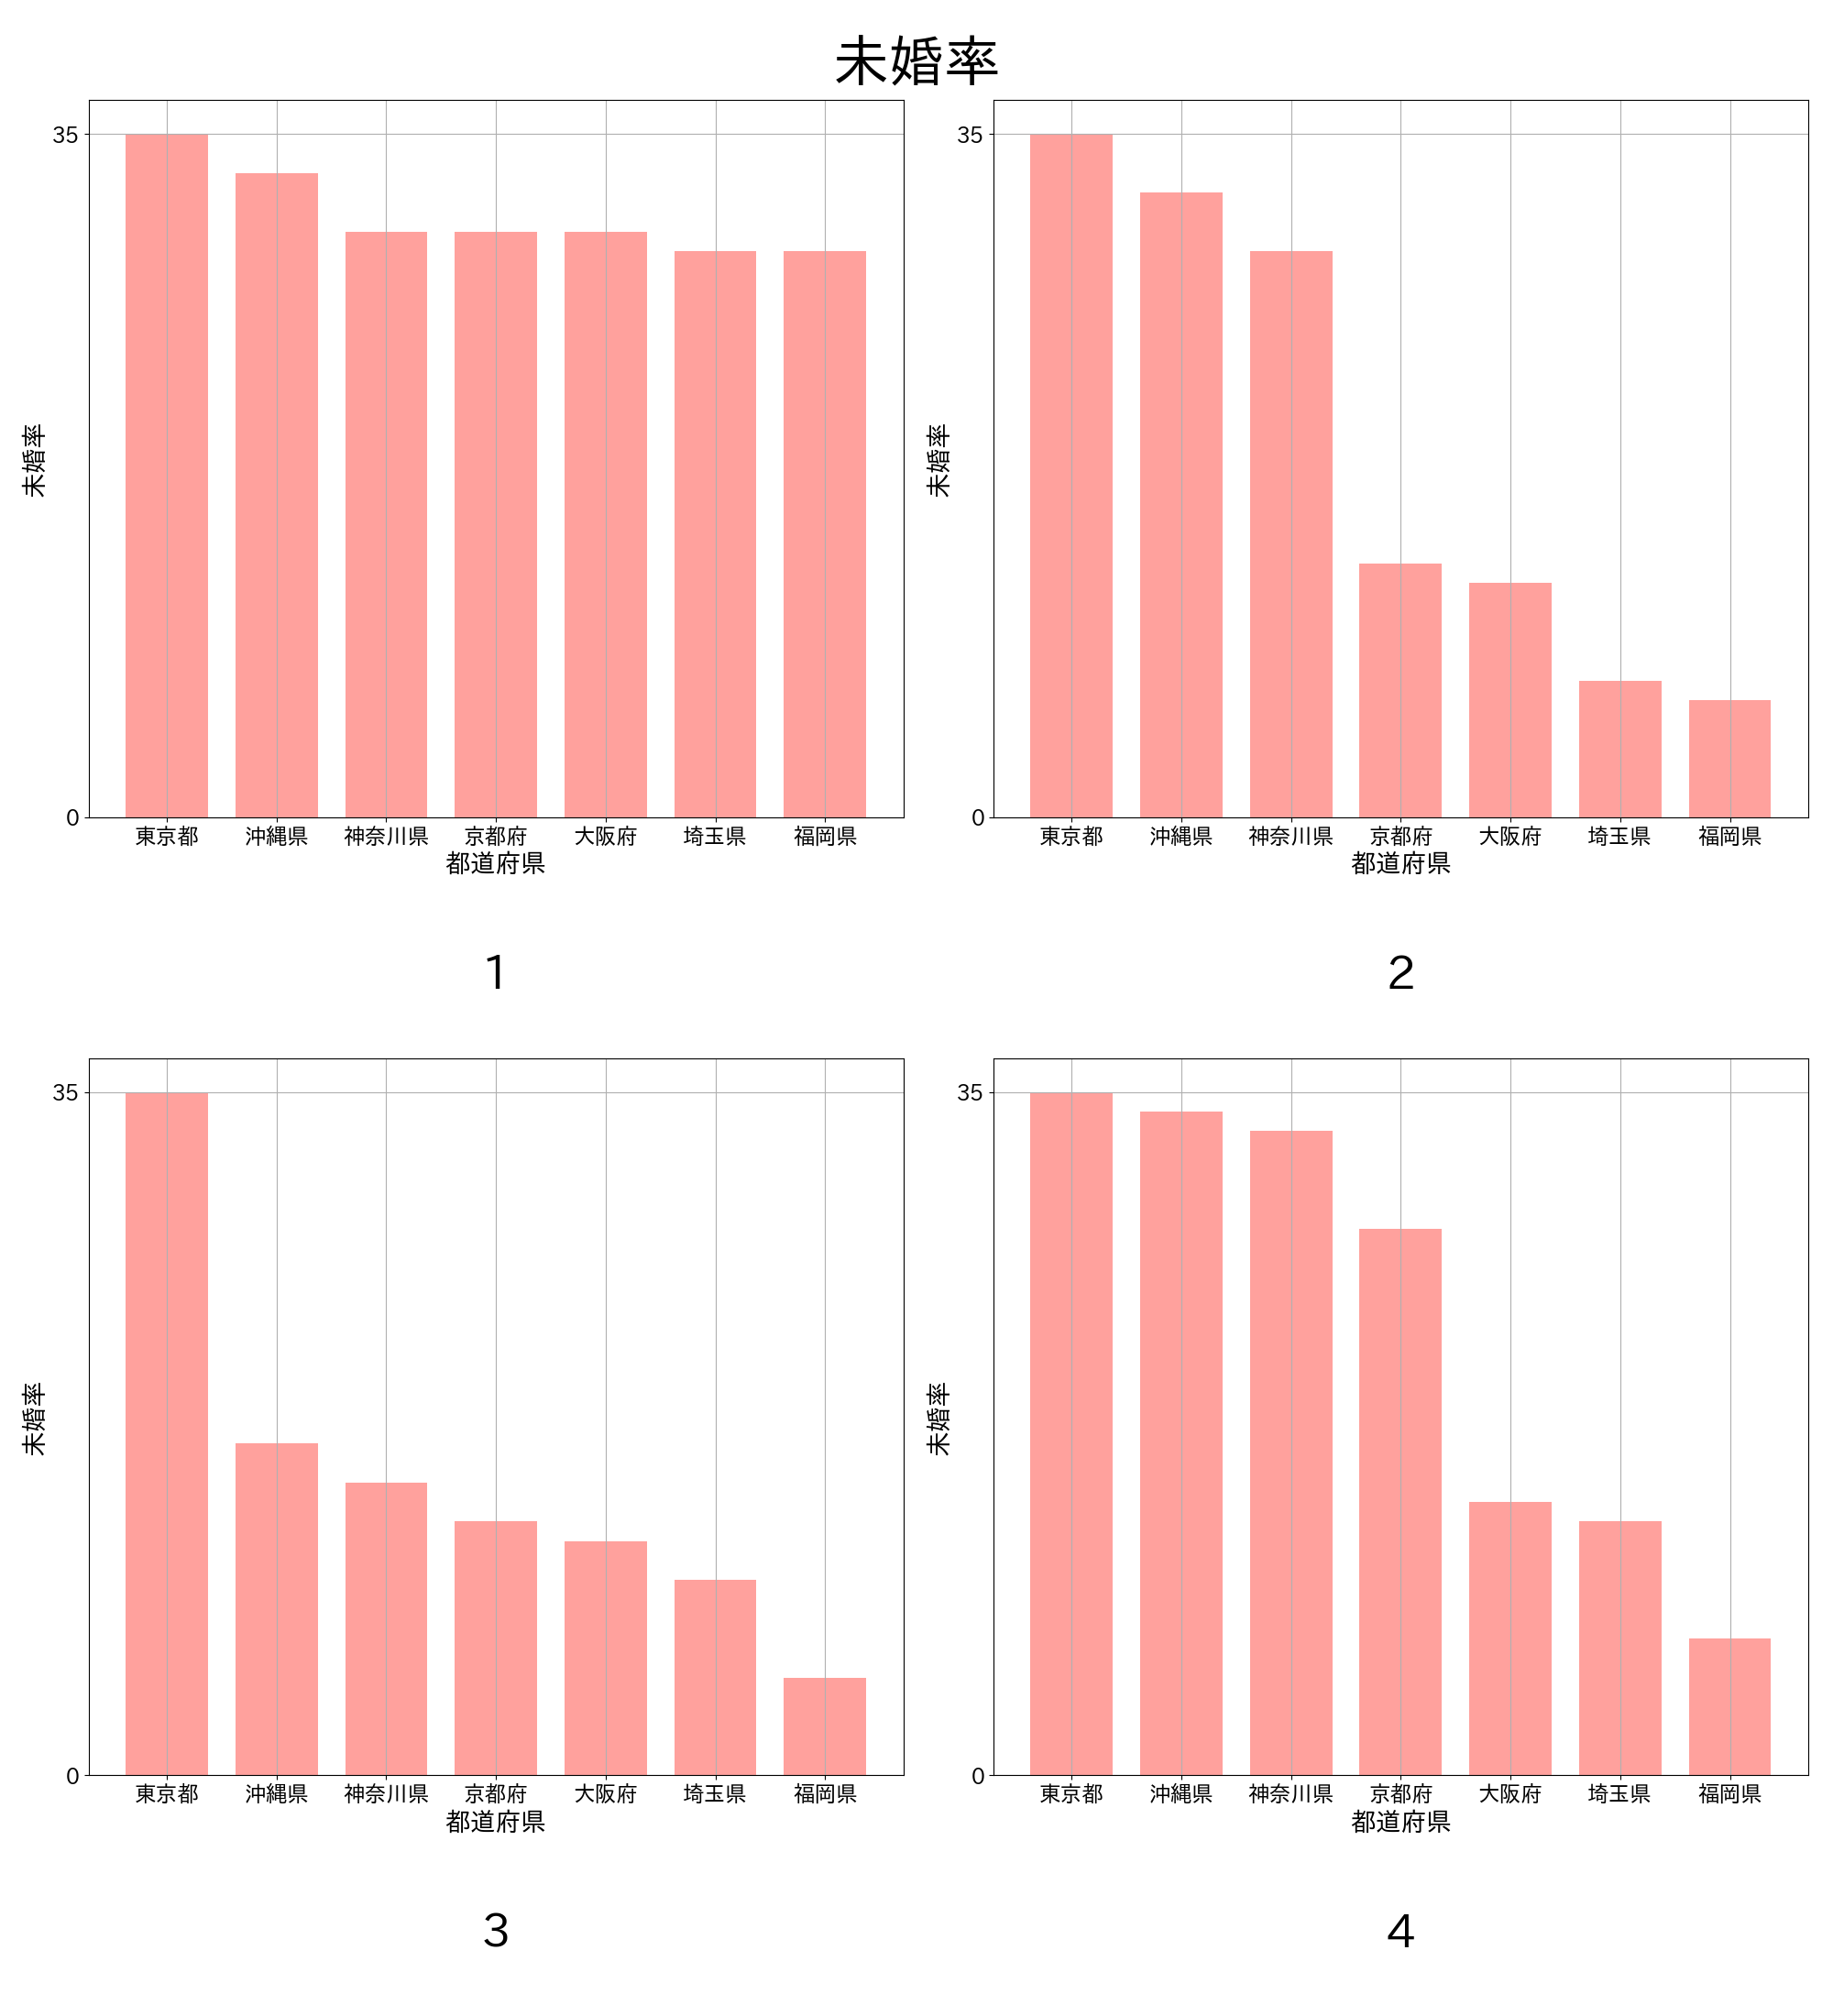 未婚率
35
0
未婚率
東京都 沖縄県 神奈川県 京都府 大阪府 埼玉県 福岡県
都道府県
1
35
0
未婚率
東京都 沖縄県 神奈川県 京都府 大阪府 埼玉県 福岡県
都道府県
2
35
0
未婚率
東京都 沖縄県 神奈川県 京都府 大阪府 埼玉県 福岡県
都道府県
3
35
0
未婚率
東京都 沖縄県 神奈川県 京都府 大阪府 埼玉県 福岡県
都道府県
4